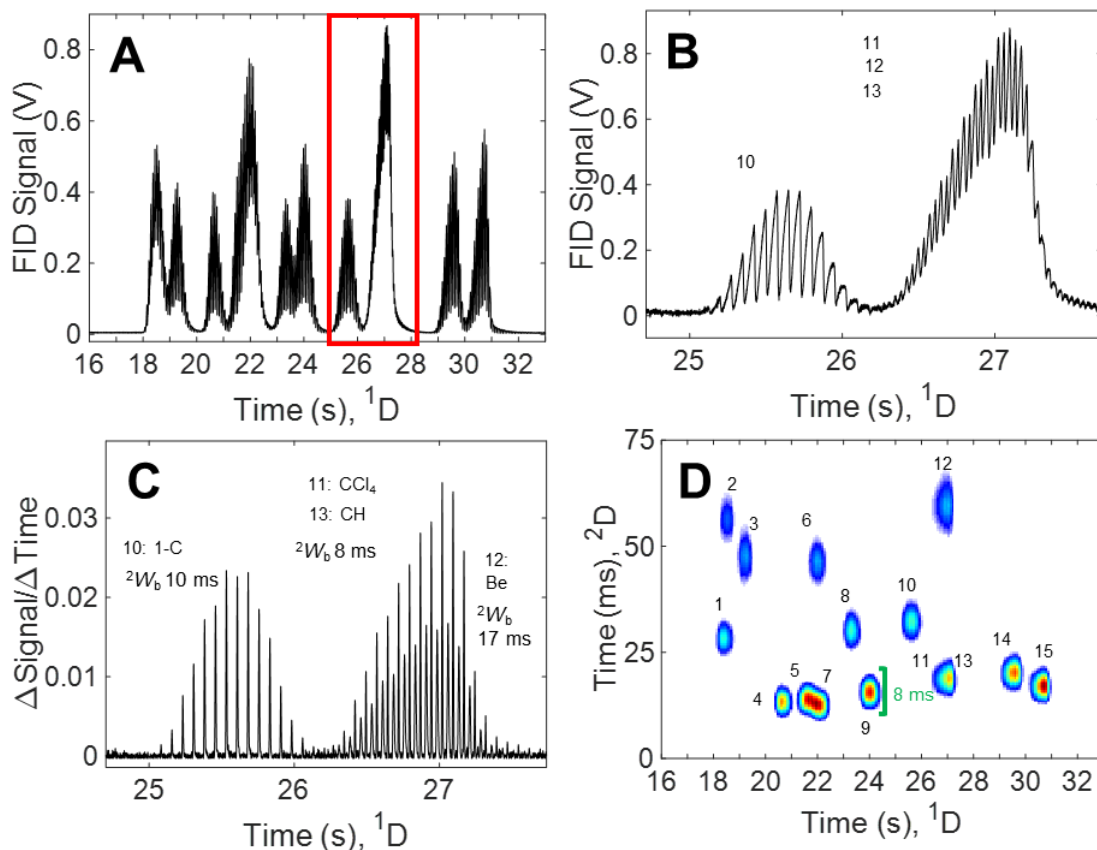 A
FID Signal (V)
0.8
0.6
0.4
0.2
0
16 18 20 22 24 26 28 30 32
Time (s), ¹D
B
FID Signal (V)
0.8
0.6
0.4
0.2
0
10
11
12
13
25 26 27
Time (s), ¹D
C
ΔSignal/ΔTime
0.03
0.02
0.01
0
10: 1-C
²Wb 10 ms
11: CCl₄
13: CH
²Wb 8 ms
12:
Be
²Wb
17 ms
25 26 27
Time (s), ¹D
D
Time (ms), ²D
75
50
25
0
2
12
3
6
1
8
10
4
5
7
9
8 ms
11
13
14
15
16 18 20 22 24 26 28 30 32
Time (s), ¹D